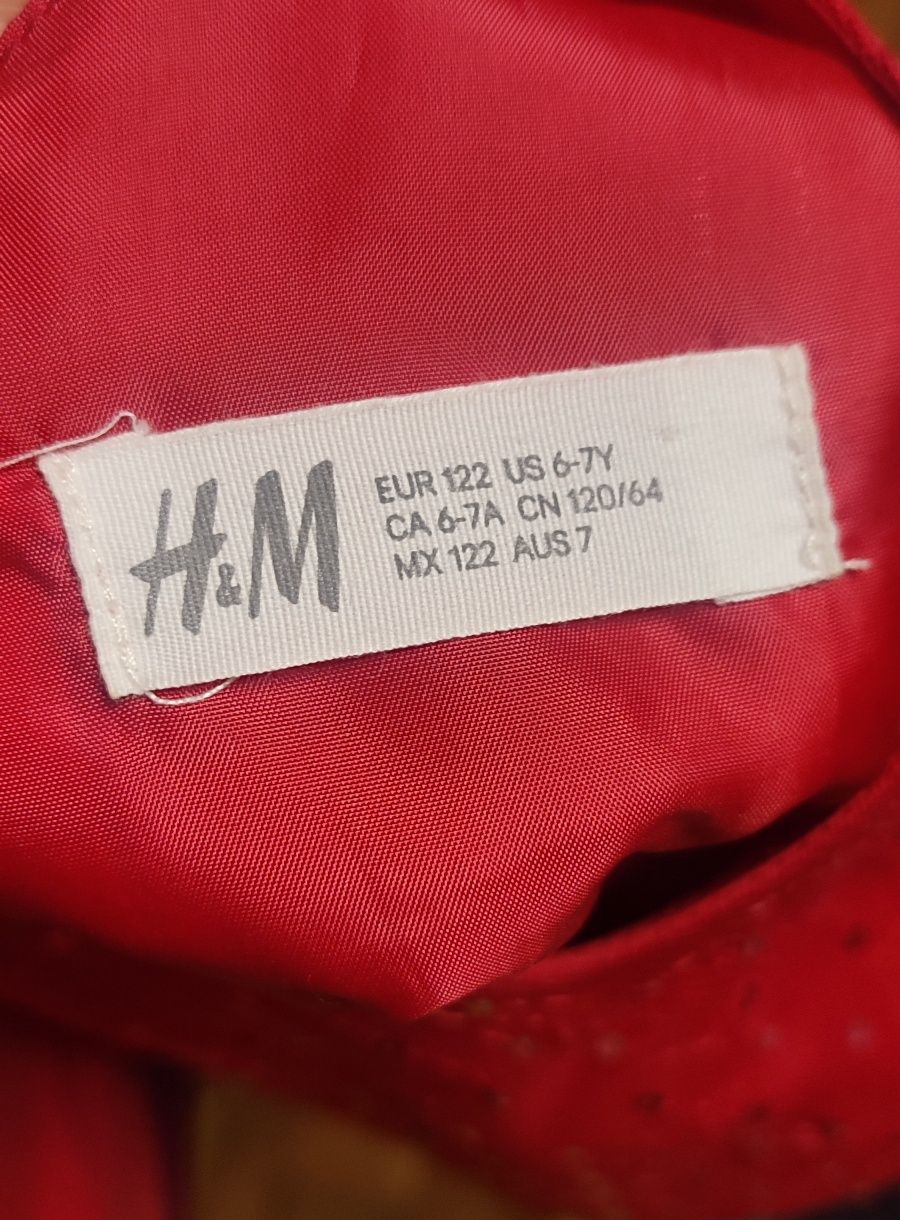 H&M
EUR 122 US 6-7Y
CA 6-7A CN 120/64
MX 122 AUS 7